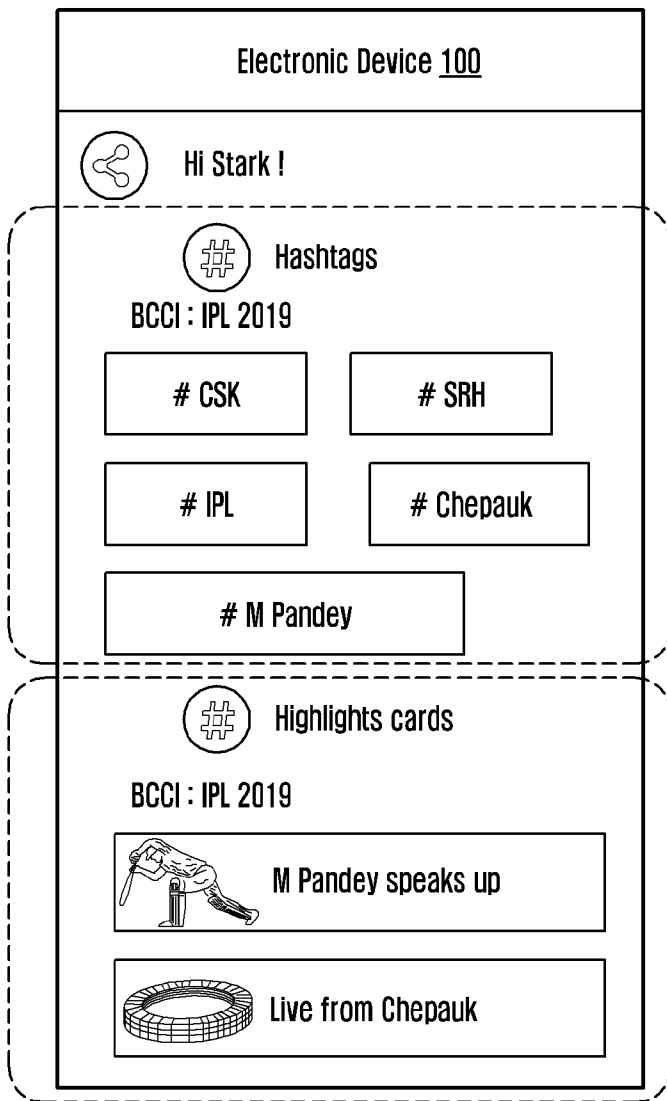 Electronic Device 100
Hi Stark !
# Hashtags
BCCI : IPL 2019
# CSK # SRH
# IPL # Chepauk
# M Pandey
# Highlights cards
BCCI : IPL 2019
M Pandey speaks up
Live from Chepauk